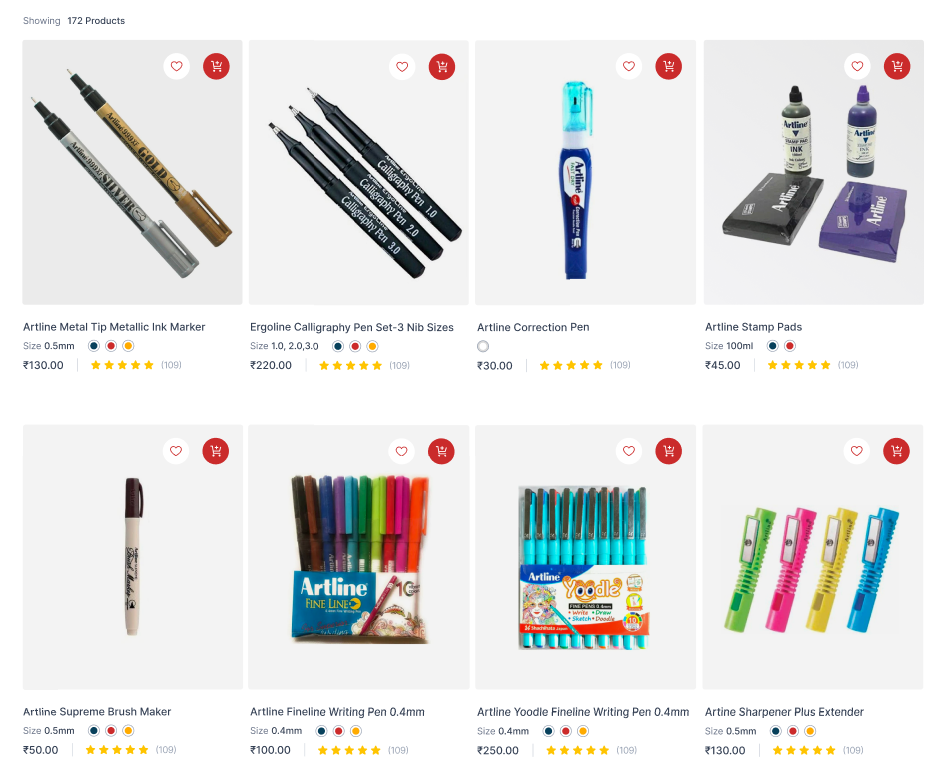 Showing 172 Products
Artline 990XF SILVER
Artline 990XF GOLD
Ergoline Calligraphy Pen 1.0
Calligraphy Pen 2.0
Calligraphy Pen 3.0
Artline
Correction Pen
Artline
STAMP PAD
INK
Artline
Artline
Artline
Artline Metal Tip Metallic Ink Marker
Ergoline Calligraphy Pen Set-3 Nib Sizes
Artline Correction Pen
Artline Stamp Pads
Size 0.5mm
Size 1.0, 2.0,3.0
Size 100ml
₹130.00 (109)
₹220.00 (109)
₹30.00 (109)
₹45.00 (109)
Artline
FINE LINE
10
Artline
Yoodle
FINE PENS 0.4mm
• Write • Draw
• Sketch • Doodle
Shachihata
10
Artline Supreme Brush Maker
Artline Fineline Writing Pen 0.4mm
Artline Yoodle Fineline Writing Pen 0.4mm
Artine Sharpener Plus Extender
Size 0.5mm
Size 0.4mm
Size 0.4mm
Size 0.5mm
₹50.00 (109)
₹100.00 (109)
₹250.00 (109)
₹130.00 (109)